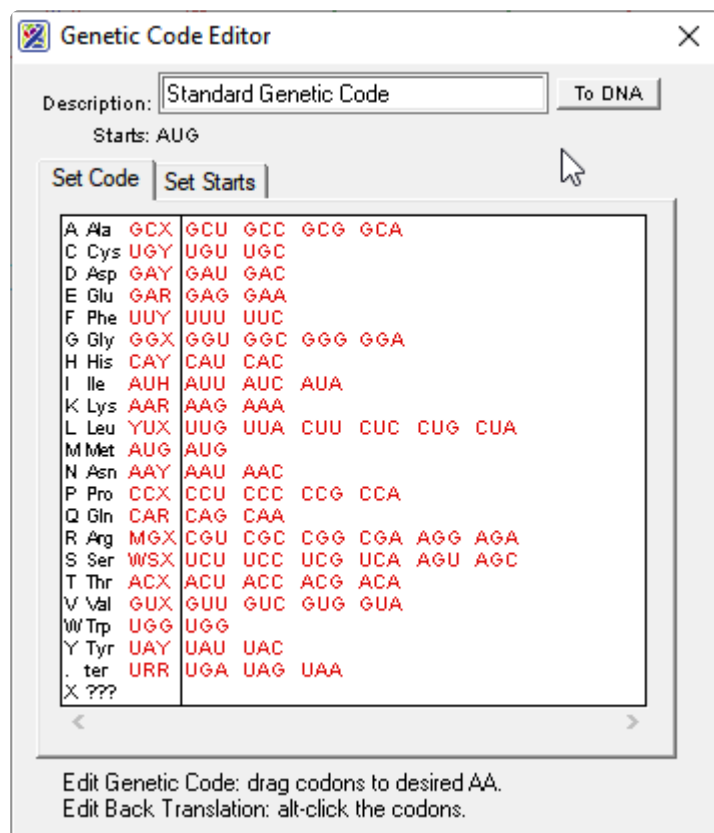 Genetic Code Editor
Description: Standard Genetic Code To DNA
Starts: AUG
Set Code Set Starts
A Ala GCX GCU GCC GCG GCA
C Cys UGY UGU UGC
D Asp GAY GAU GAC
E Glu GAR GAG GAA
F Phe UUY UUU UUC
G Gly GGX GGU GGC GGG GGA
H His CAY CAU CAC
I Ile AUH AUU AUC AUA
K Lys AAR AAG AAA
L Leu YUX UUG UUA CUU CUC CUG CUA
M Met AUG AUG
N Asn AAY AAU AAC
P Pro CCX CCU CCC CCG CCA
Q Gln CAR CAG CAA
R Arg MGX CGU CGC CGG CGA AGG AGA
S Ser WSX UCU UCC UCG UCA AGU AGC
T Thr ACX ACU ACC ACG ACA
V Val GUX GUU GUC GUG GUA
W Trp UGG UGG
Y Tyr UAY UAU UAC
. ter URR UGA UAG UAA
X ???
Edit Genetic Code: drag codons to desired AA.
Edit Back Translation: alt-click the codons.